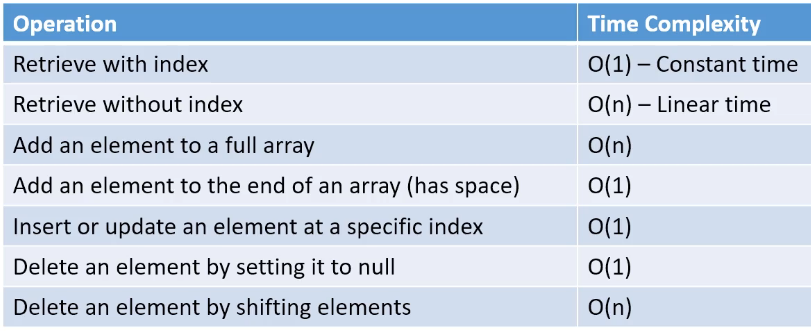 Operation Time Complexity
Retrieve with index O(1) – Constant time
Retrieve without index O(n) – Linear time
Add an element to a full array O(n)
Add an element to the end of an array (has space) O(1)
Insert or update an element at a specific index O(1)
Delete an element by setting it to null O(1)
Delete an element by shifting elements O(n)